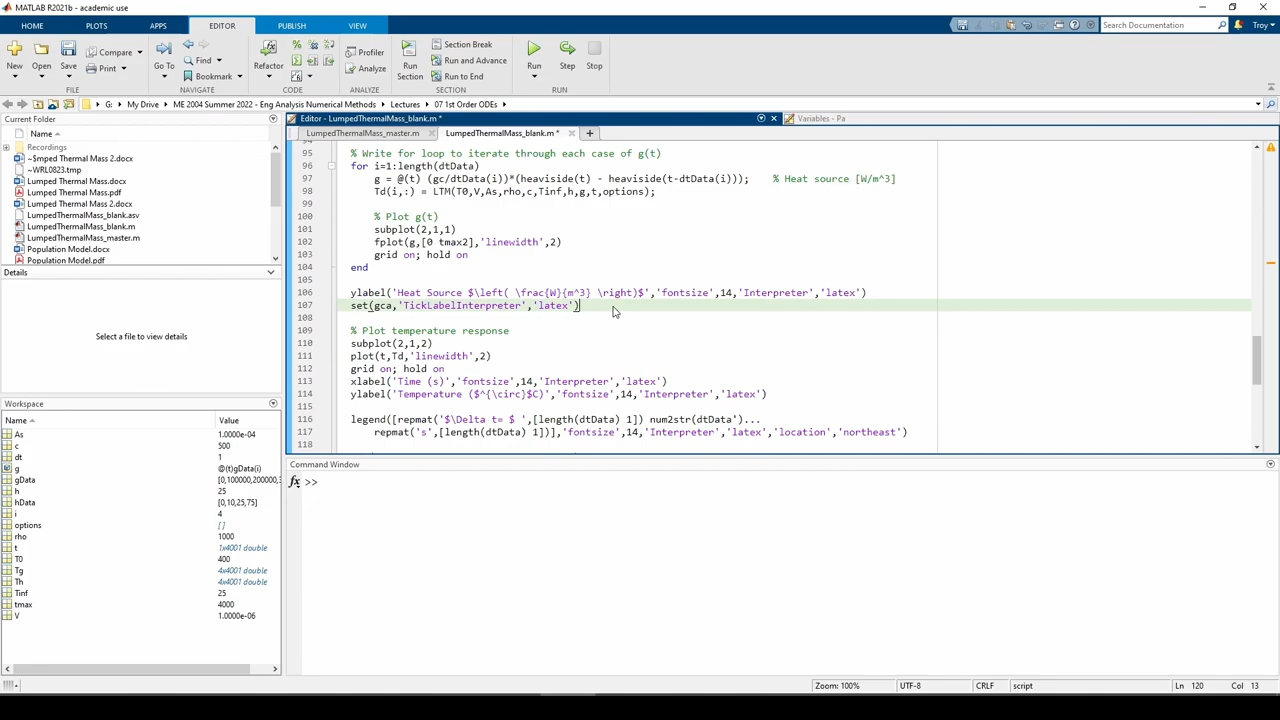 MATLAB R2021b - academic use
HOME PLOTS APPS EDITOR PUBLISH VIEW
Search Documentation
Troy
New Open Save Compare Print
Go To Find Bookmark
Refactor
Profiler Analyze
Run Section
Section Break
Run and Advance
Run to End
Run Step Stop
FILE NAVIGATE CODE ANALYZE SECTION RUN
G: My Drive ME 2004 Summer 2022 - Eng Analysis Numerical Methods Lectures 07 1st Order ODEs
Current Folder
Name
Recordings
~$mped Thermal Mass 2.docx
~WRL0823.tmp
Lumped Thermal Mass.docx
Lumped Thermal Mass.pdf
Lumped Thermal Mass 2.docx
LumpedThermalMass_blank.asv
LumpedThermalMass_blank.m
LumpedThermalMass_master.m
Population Model.docx
Population Model.pdf
Details
Select a file to view details
Workspace
Name Value
As 1.0000e-04
c 500
dt 1
g @(t)gData(i)
gData [0,100000,200000,3
h 25
hData [0,10,25,75]
i 4
options []
rho 1000
t 1x4001 double
T0 400
Tg 4x4001 double
Th 4x4001 double
Tinf 25
tmax 4000
V 1.0000e-06
Editor - LumpedThermalMass_blank.m *
Variables - Pa
LumpedThermalMass_master.m
LumpedThermalMass_blank.m *
94
95 % Write for loop to iterate through each case of g(t)
96 for i=1:length(dtData)
97 g = @(t) (gc/dtData(i))*(heaviside(t) - heaviside(t-dtData(i))); % Heat source [W/m^3]
98 Td(i,:) = LTM(T0,V,As,rho,c,Tinf,h,g,t,options);
99
100 % Plot g(t)
101 subplot(2,1,1)
102 fplot(g,[0 tmax2],'linewidth',2)
103 grid on; hold on
104 end
105
106 ylabel('Heat Source $\left( \frac{W}{m^3} \right)$','fontsize',14,'Interpreter','latex')
107 set(gca,'TickLabelInterpreter','latex')
108
109 % Plot temperature response
110 subplot(2,1,2)
111 plot(t,Td,'linewidth',2)
112 grid on; hold on
113 xlabel('Time (s)','fontsize',14,'Interpreter','latex')
114 ylabel('Temperature ($^{\circ}$C)','fontsize',14,'Interpreter','latex')
115
116 legend([repmat('$\Delta t= $ ',[length(dtData) 1]) num2str(dtData')...
117 repmat('s',[length(dtData) 1])],'fontsize',14,'Interpreter','latex','location','northeast')
118
Command Window
fx >>
Zoom: 100% UTF-8 CRLF script Ln 120 Col 13